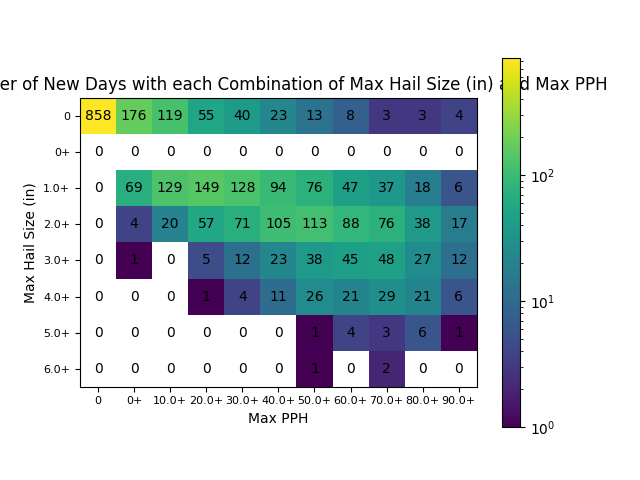 er of New Days with each Combination of Max Hail Size (in) and Max PPH
0 858 176 119 55 40 23 13 8 3 3 4
0+ 0 0 0 0 0 0 0 0 0 0 0
1.0+ 0 69 129 149 128 94 76 47 37 18 6
2.0+ 0 4 20 57 71 105 113 88 76 38 17
3.0+ 0 1 0 5 12 23 38 45 48 27 12
4.0+ 0 0 0 1 4 11 26 21 29 21 6
5.0+ 0 0 0 0 0 0 1 4 3 6 1
6.0+ 0 0 0 0 0 0 1 0 2 0 0
0 0+ 10.0+ 20.0+ 30.0+ 40.0+ 50.0+ 60.0+ 70.0+ 80.0+ 90.0+
Max PPH
Max Hail Size (in)
10²
10¹
10⁰